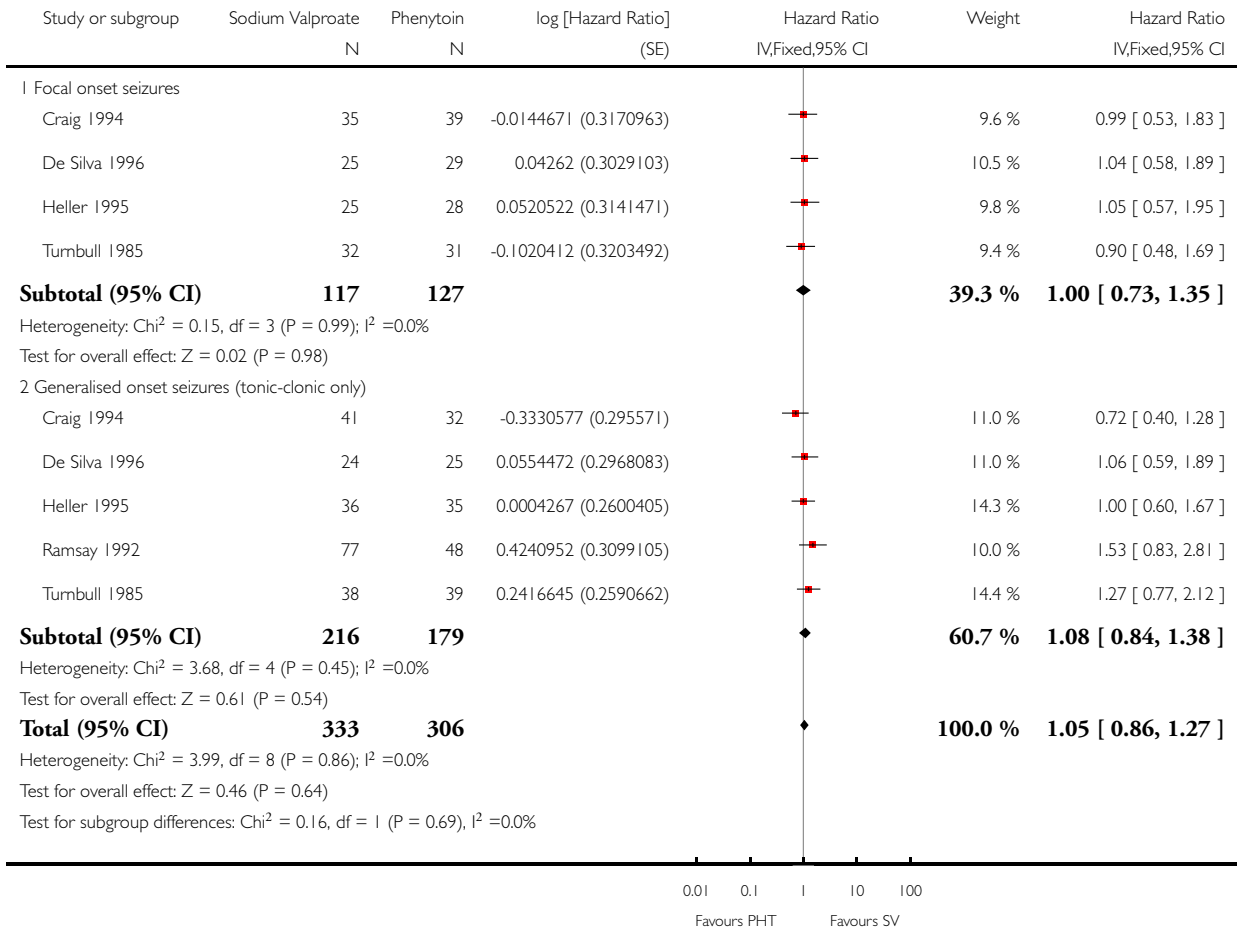 Study or subgroup Sodium Valproate Phenytoin log [Hazard Ratio] Hazard Ratio Weight Hazard Ratio
N N (SE) IV,Fixed,95% CI IV,Fixed,95% CI
1 Focal onset seizures
Craig 1994 35 39 -0.0144671 (0.3170963) 9.6 % 0.99 [ 0.53, 1.83 ]
De Silva 1996 25 29 0.04262 (0.3029103) 10.5 % 1.04 [ 0.58, 1.89 ]
Heller 1995 25 28 0.0520522 (0.3141471) 9.8 % 1.05 [ 0.57, 1.95 ]
Turnbull 1985 32 31 -0.1020412 (0.3203492) 9.4 % 0.90 [ 0.48, 1.69 ]
Subtotal (95% CI) 117 127 39.3 % 1.00 [ 0.73, 1.35 ]
Heterogeneity: Chi² = 0.15, df = 3 (P = 0.99); I² =0.0%
Test for overall effect: Z = 0.02 (P = 0.98)
2 Generalised onset seizures (tonic-clonic only)
Craig 1994 41 32 -0.3330577 (0.295571) 11.0 % 0.72 [ 0.40, 1.28 ]
De Silva 1996 24 25 0.0554472 (0.2968083) 11.0 % 1.06 [ 0.59, 1.89 ]
Heller 1995 36 35 0.0004267 (0.2600405) 14.3 % 1.00 [ 0.60, 1.67 ]
Ramsay 1992 77 48 0.4240952 (0.3099105) 10.0 % 1.53 [ 0.83, 2.81 ]
Turnbull 1985 38 39 0.2416645 (0.2590662) 14.4 % 1.27 [ 0.77, 2.12 ]
Subtotal (95% CI) 216 179 60.7 % 1.08 [ 0.84, 1.38 ]
Heterogeneity: Chi² = 3.68, df = 4 (P = 0.45); I² =0.0%
Test for overall effect: Z = 0.61 (P = 0.54)
Total (95% CI) 333 306 100.0 % 1.05 [ 0.86, 1.27 ]
Heterogeneity: Chi² = 3.99, df = 8 (P = 0.86); I² =0.0%
Test for overall effect: Z = 0.46 (P = 0.64)
Test for subgroup differences: Chi² = 0.16, df = 1 (P = 0.69), I² =0.0%
0.01 0.1 1 10 100
Favours PHT Favours SV